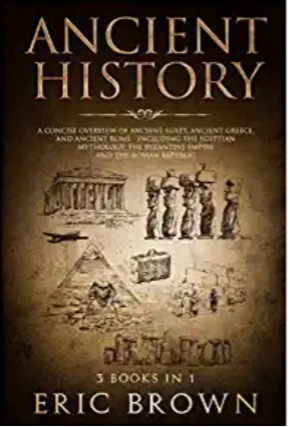 ANCIENT
HISTORY
A CONCISE OVERVIEW OF ANCIENT EGYPT, ANCIENT GREECE,
AND ANCIENT ROME: INCLUDING THE EGYPTIAN
MYTHOLOGY, THE BYZANTINE EMPIRE
AND THE ROMAN REPUBLIC
3 BOOKS IN 1
ERIC BROWN